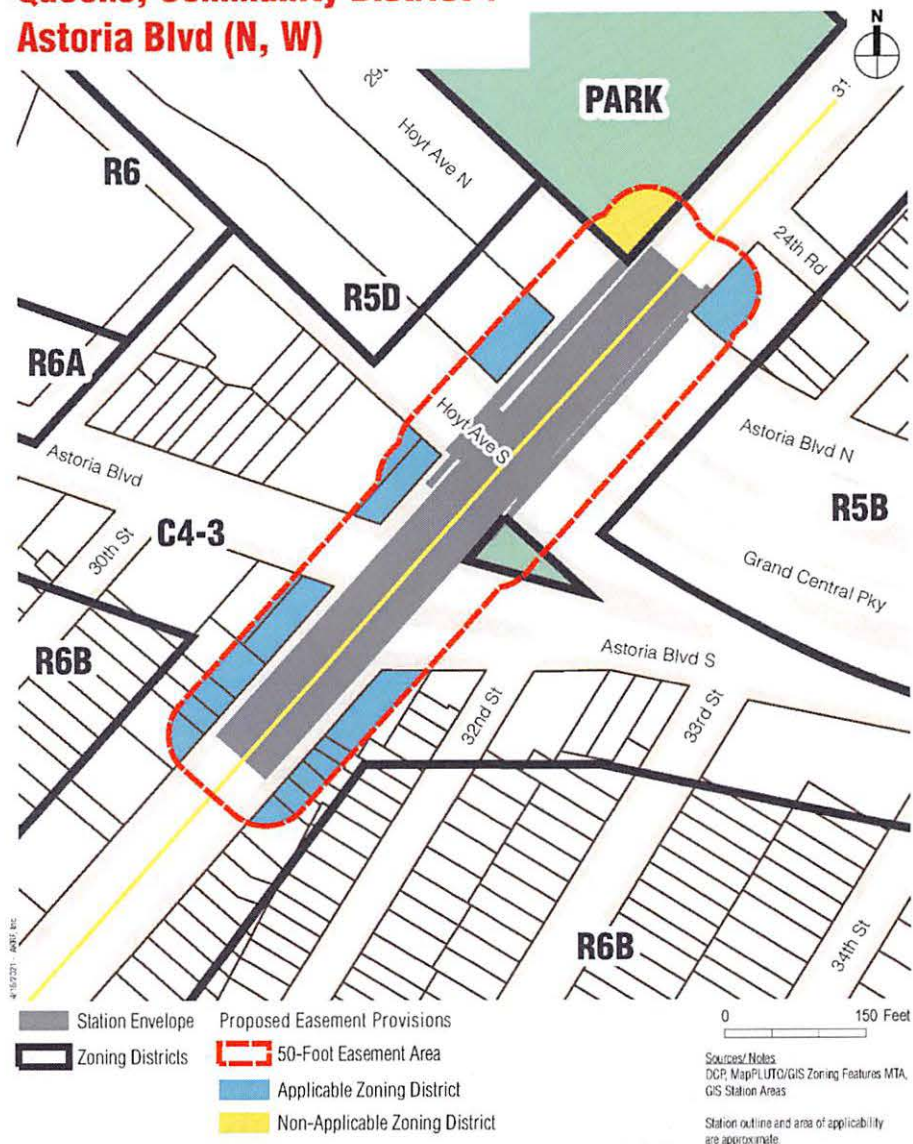 Astoria Blvd (N, W)
N
PARK
Hoyt Ave N
R6
24th Rd
R5D
R6A
Hoyt Ave S
Astoria Blvd
Astoria Blvd N
R5B
C4-3
30th St
Grand Central Pky
R6B
Astoria Blvd S
32nd St
33rd St
R6B
34th St
Station Envelope
Zoning Districts
Proposed Easement Provisions
50-Foot Easement Area
Applicable Zoning District
Non-Applicable Zoning District
0 150 Feet
Sources/ Notes
DCP, MapPLUTO/GIS Zoning Features MTA,
GIS Station Areas
Station outline and area of applicability
are approximate.